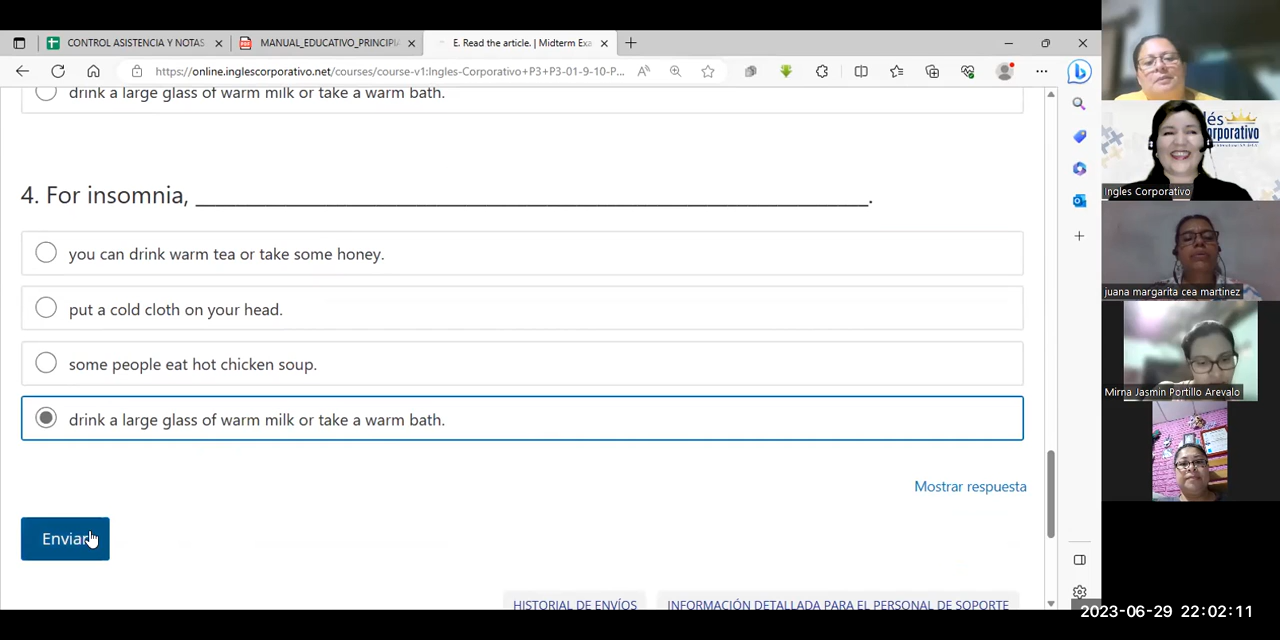 CONTROL ASISTENCIA Y NOTAS
MANUAL_EDUCATIVO_PRINCIPI
E. Read the article. | Midterm Exa
https://online.inglescorporativo.net/courses/course-v1:Ingles-Corporativo+P3+P3-01-9-10-P...
drink a large glass of warm milk or take a warm bath.
4. For insomnia, ______________________________.
you can drink warm tea or take some honey.
put a cold cloth on your head.
some people eat hot chicken soup.
drink a large glass of warm milk or take a warm bath.
Mostrar respuesta
Enviar
HISTORIAL DE ENVÍOS
INFORMACIÓN DETALLADA PARA EL PERSONAL DE SOPORTE
Ingles Corporativo
juana margarita cea martinez
Mirna Jasmin Portillo Arevalo
2023-06-29 22:02:11